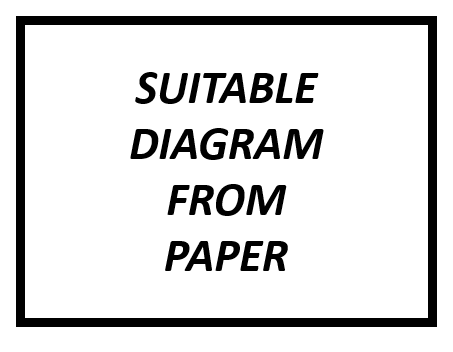 SUITABLE
DIAGRAM
FROM
PAPER